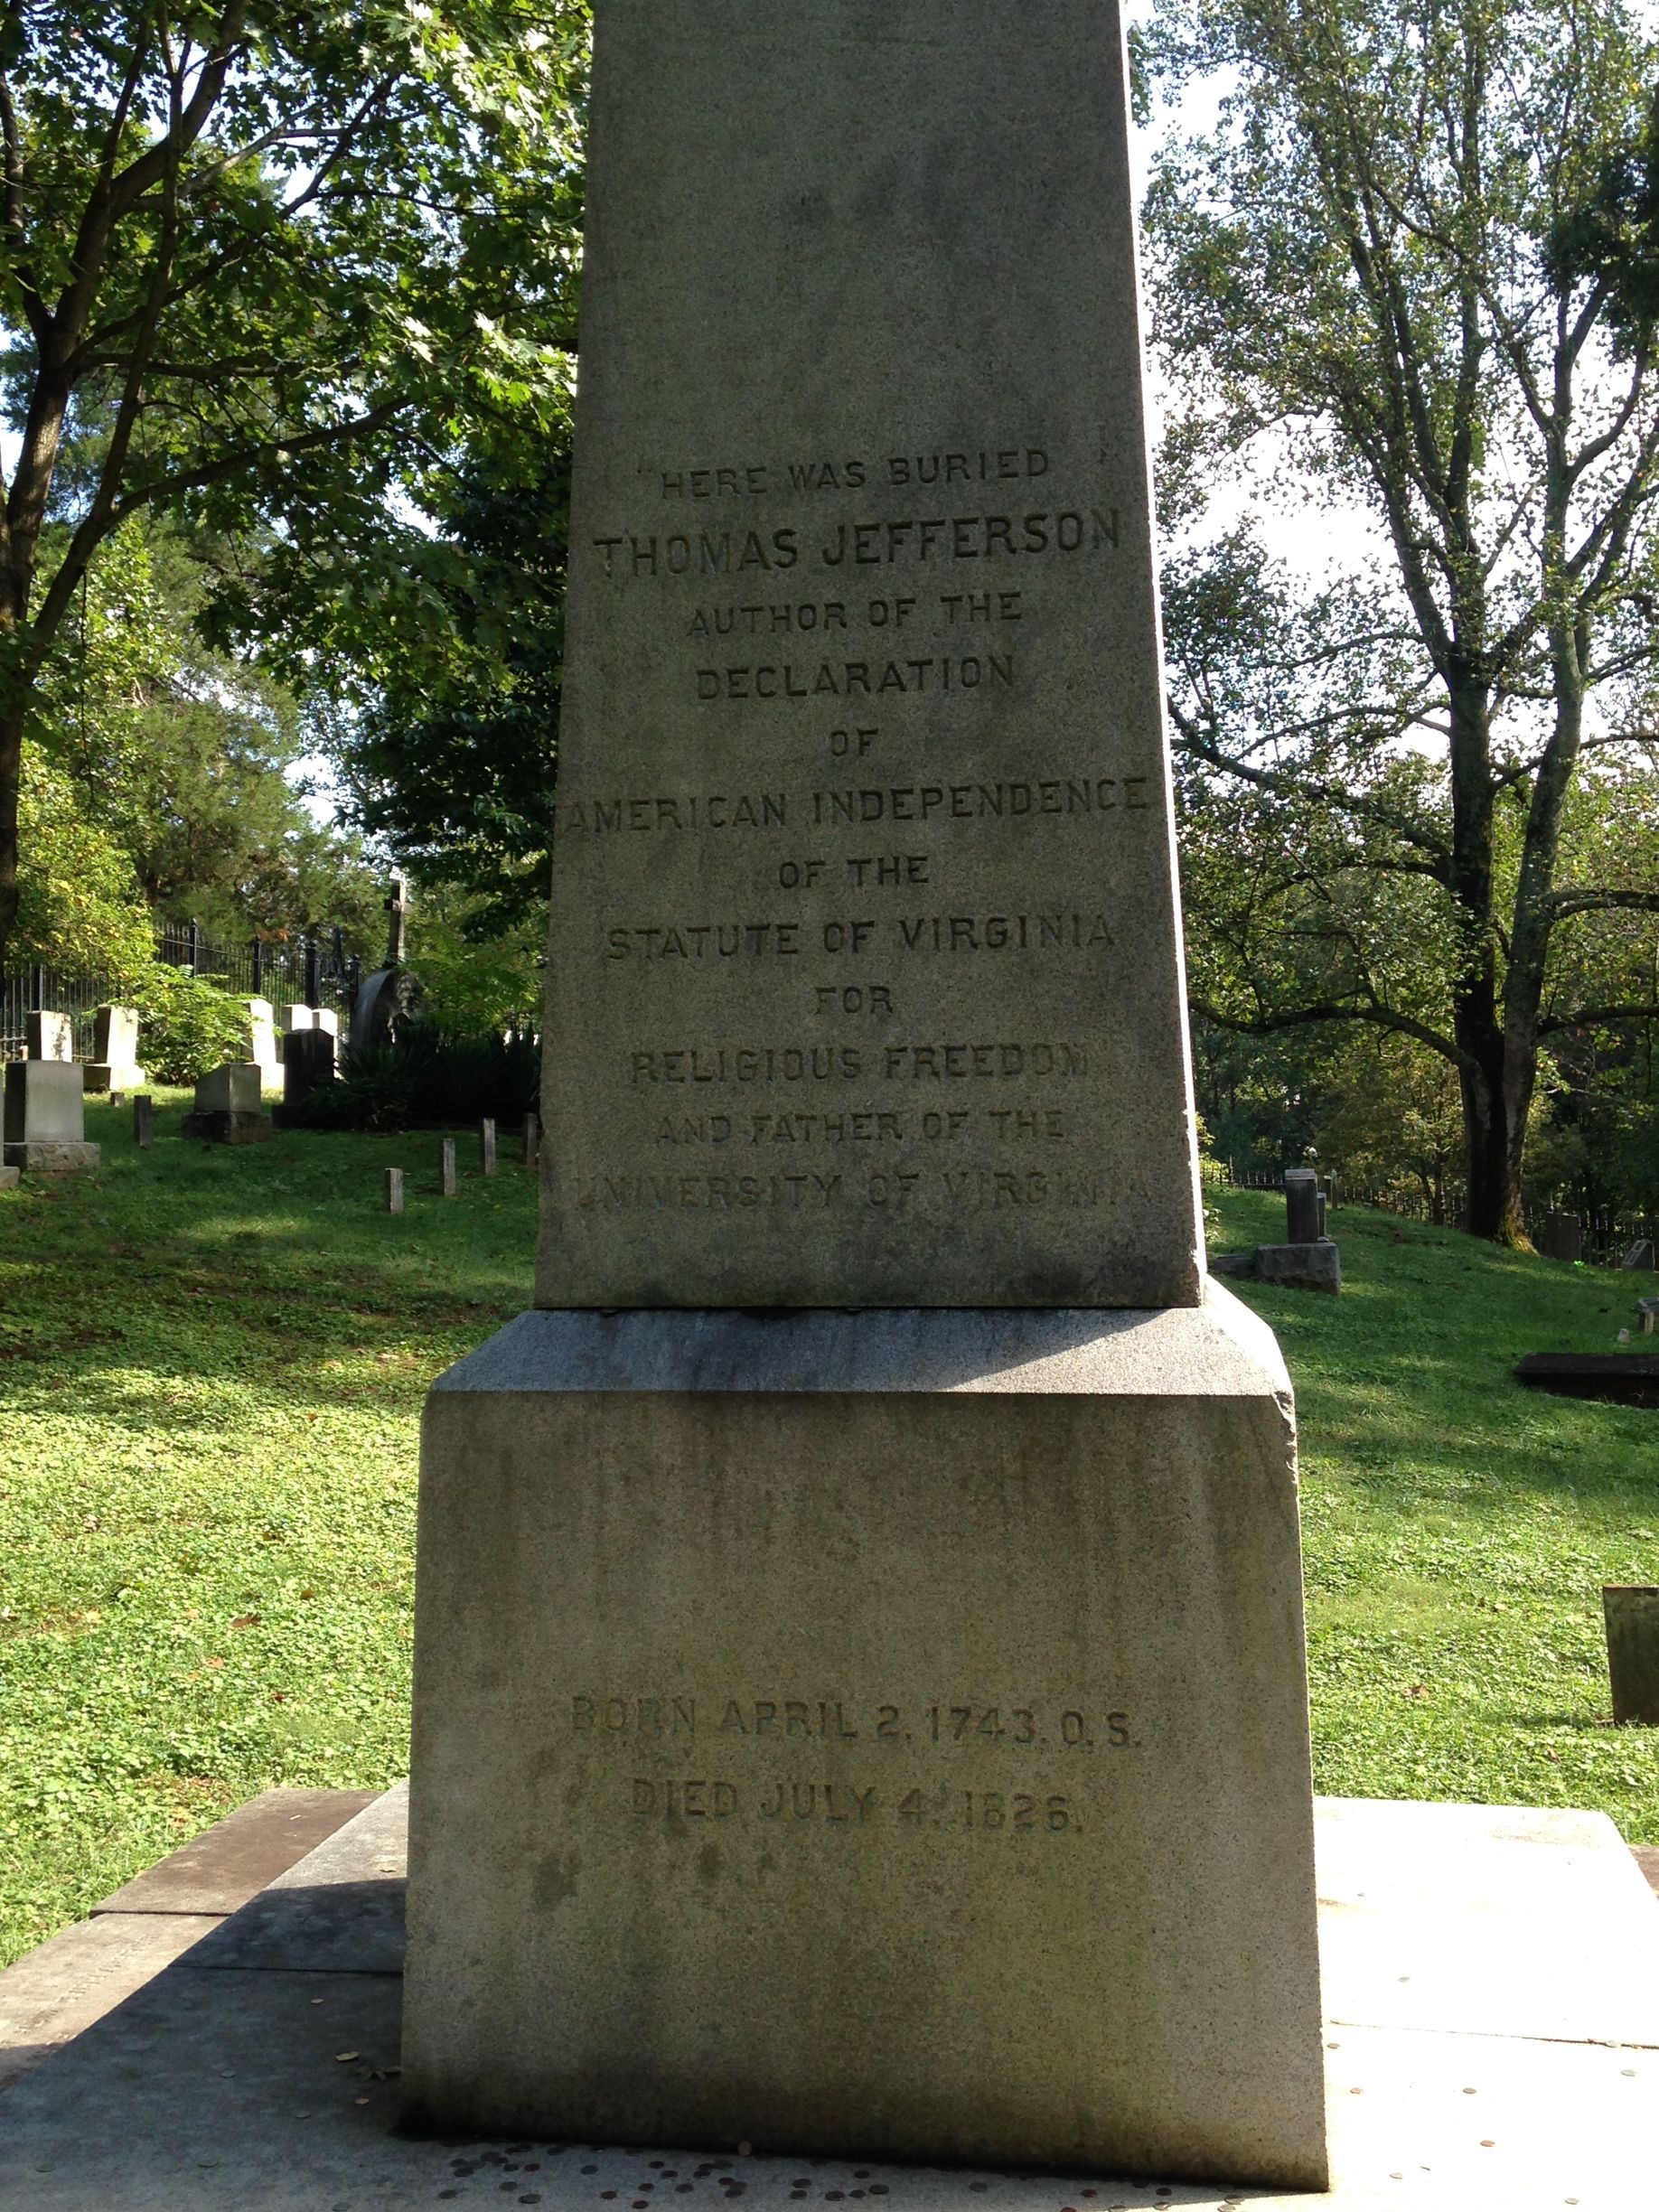 HERE WAS BURIED
THOMAS JEFFERSON
AUTHOR OF THE
DECLARATION
OF
AMERICAN INDEPENDENCE
OF THE
STATUTE OF VIRGINIA
FOR
RELIGIOUS FREEDOM
AND FATHER OF THE
UNIVERSITY OF VIRGINIA
BORN APRIL 2, 1743. O. S.
DIED JULY 4, 1826.